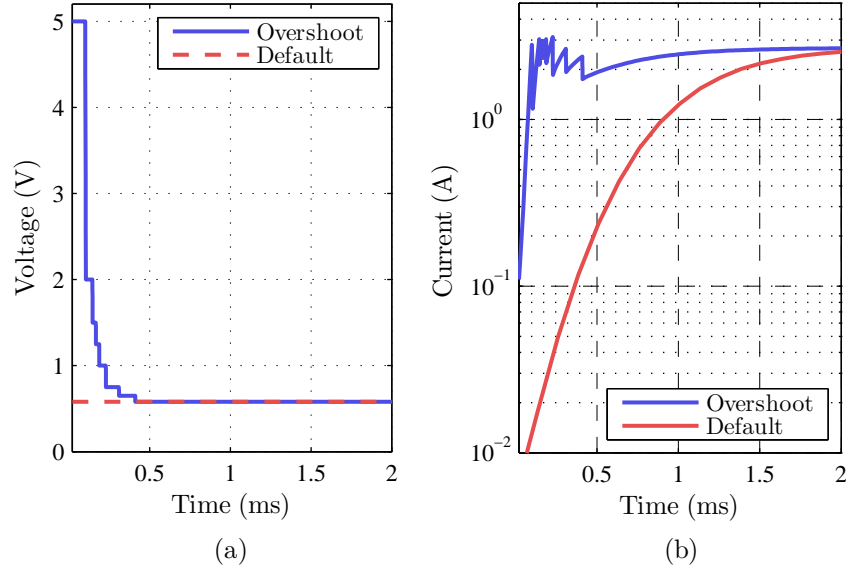 Voltage (V)
5
4
3
2
1
0
0.5
1
1.5
2
Time (ms)
Overshoot
Default
(a)
Current (A)
10^0
10^-1
10^-2
0.5
1
1.5
2
Time (ms)
Overshoot
Default
(b)